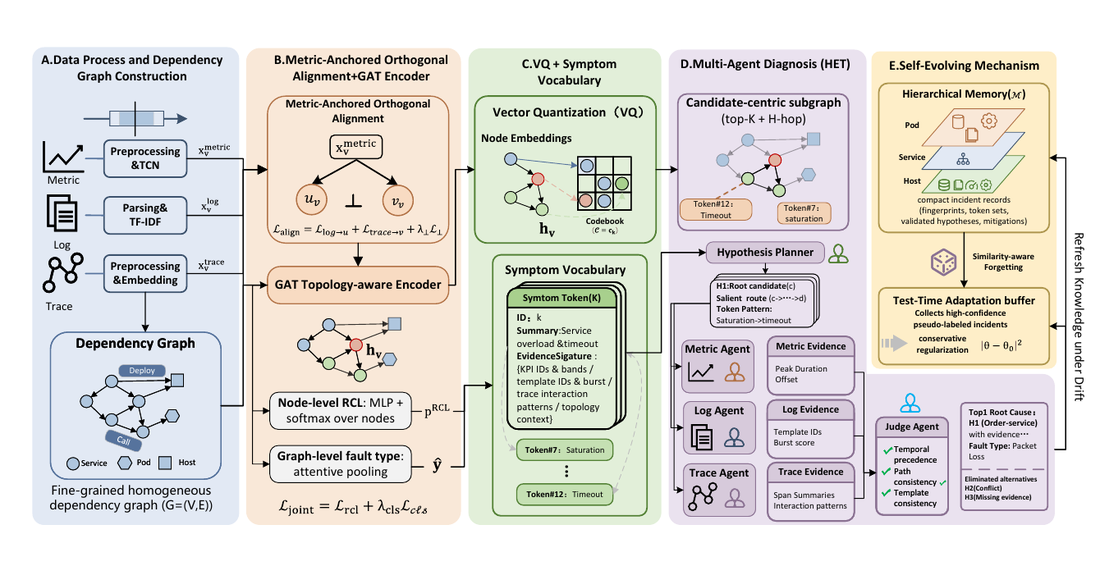 A.Data Process and Dependency
Graph Construction
Metric
Preprocessing
&TCN
x_v^metric
Log
Parsing&
TF-IDF
x_v^log
Trace
Preprocessing
&Embedding
x_v^trace
Dependency Graph
Deploy
Call
Service
Pod
Host
Fine-grained homogeneous
dependency graph (G=(V,E))
B.Metric-Anchored Orthogonal
Alignment+GAT Encoder
Metric-Anchored Orthogonal
Alignment
x_v^metric
u_v ⊥ v_v
ℒ_align = ℒ_log→u + ℒ_trace→v + λ_⊥ℒ_⊥
GAT Topology-aware Encoder
h_v
Node-level RCL: MLP +
softmax over nodes
p^RCL
Graph-level fault type:
attentive pooling
ŷ
ℒ_joint = ℒ_rcl + λ_cls ℒ_cℓs
C.VQ + Symptom
Vocabulary
Vector Quantization（VQ）
Node Embeddings
h_v
Codebook
(𝒞 = c_k)
Symptom Vocabulary
Symtom Token(K)
ID：k
Summary:Service
overload &timeout
EvidenceSigature :
{KPI IDs & bands /
template IDs & burst /
trace interaction
patterns / topology
context}
Token#7：Saturation
Token#12：Timeout
D.Multi-Agent Diagnosis (HET)
Candidate-centric subgraph
(top-K + H-hop)
Token#12：
Timeout
Token#7：
saturation
Hypothesis Planner
H1:Root candidate(c)
Salient route (c->⋯->d)
Token Pattern:
Saturation->timeout
Metric Agent
Metric Evidence
Peak Duration
Offset
Log Agent
Log Evidence
Template IDs
Burst score
Trace Agent
Trace Evidence
Span Summaries
Interaction patterns
Judge Agent
Temporal
precedence
Path
consistency
Template
consistency
Top1 Root Cause：
H1 (Order-service)
with evidence⋯
Fault Type: Packet
Loss
Eliminated alternatives
H2(Conflict)
H3(Missing evidence)
E.Self-Evolving Mechanism
Hierarchical Memory(ℳ)
Pod
Service
Host
compact incident records
(fingerprints, token sets,
validated hypotheses, mitigations)
Similarity-aware
Forgetting
Test-Time Adaptation buffer
Collects high-confidence
pseudo-labeled incidents
conservative
regularization
|θ − θ₀|²
Refresh Knowledge under Drift